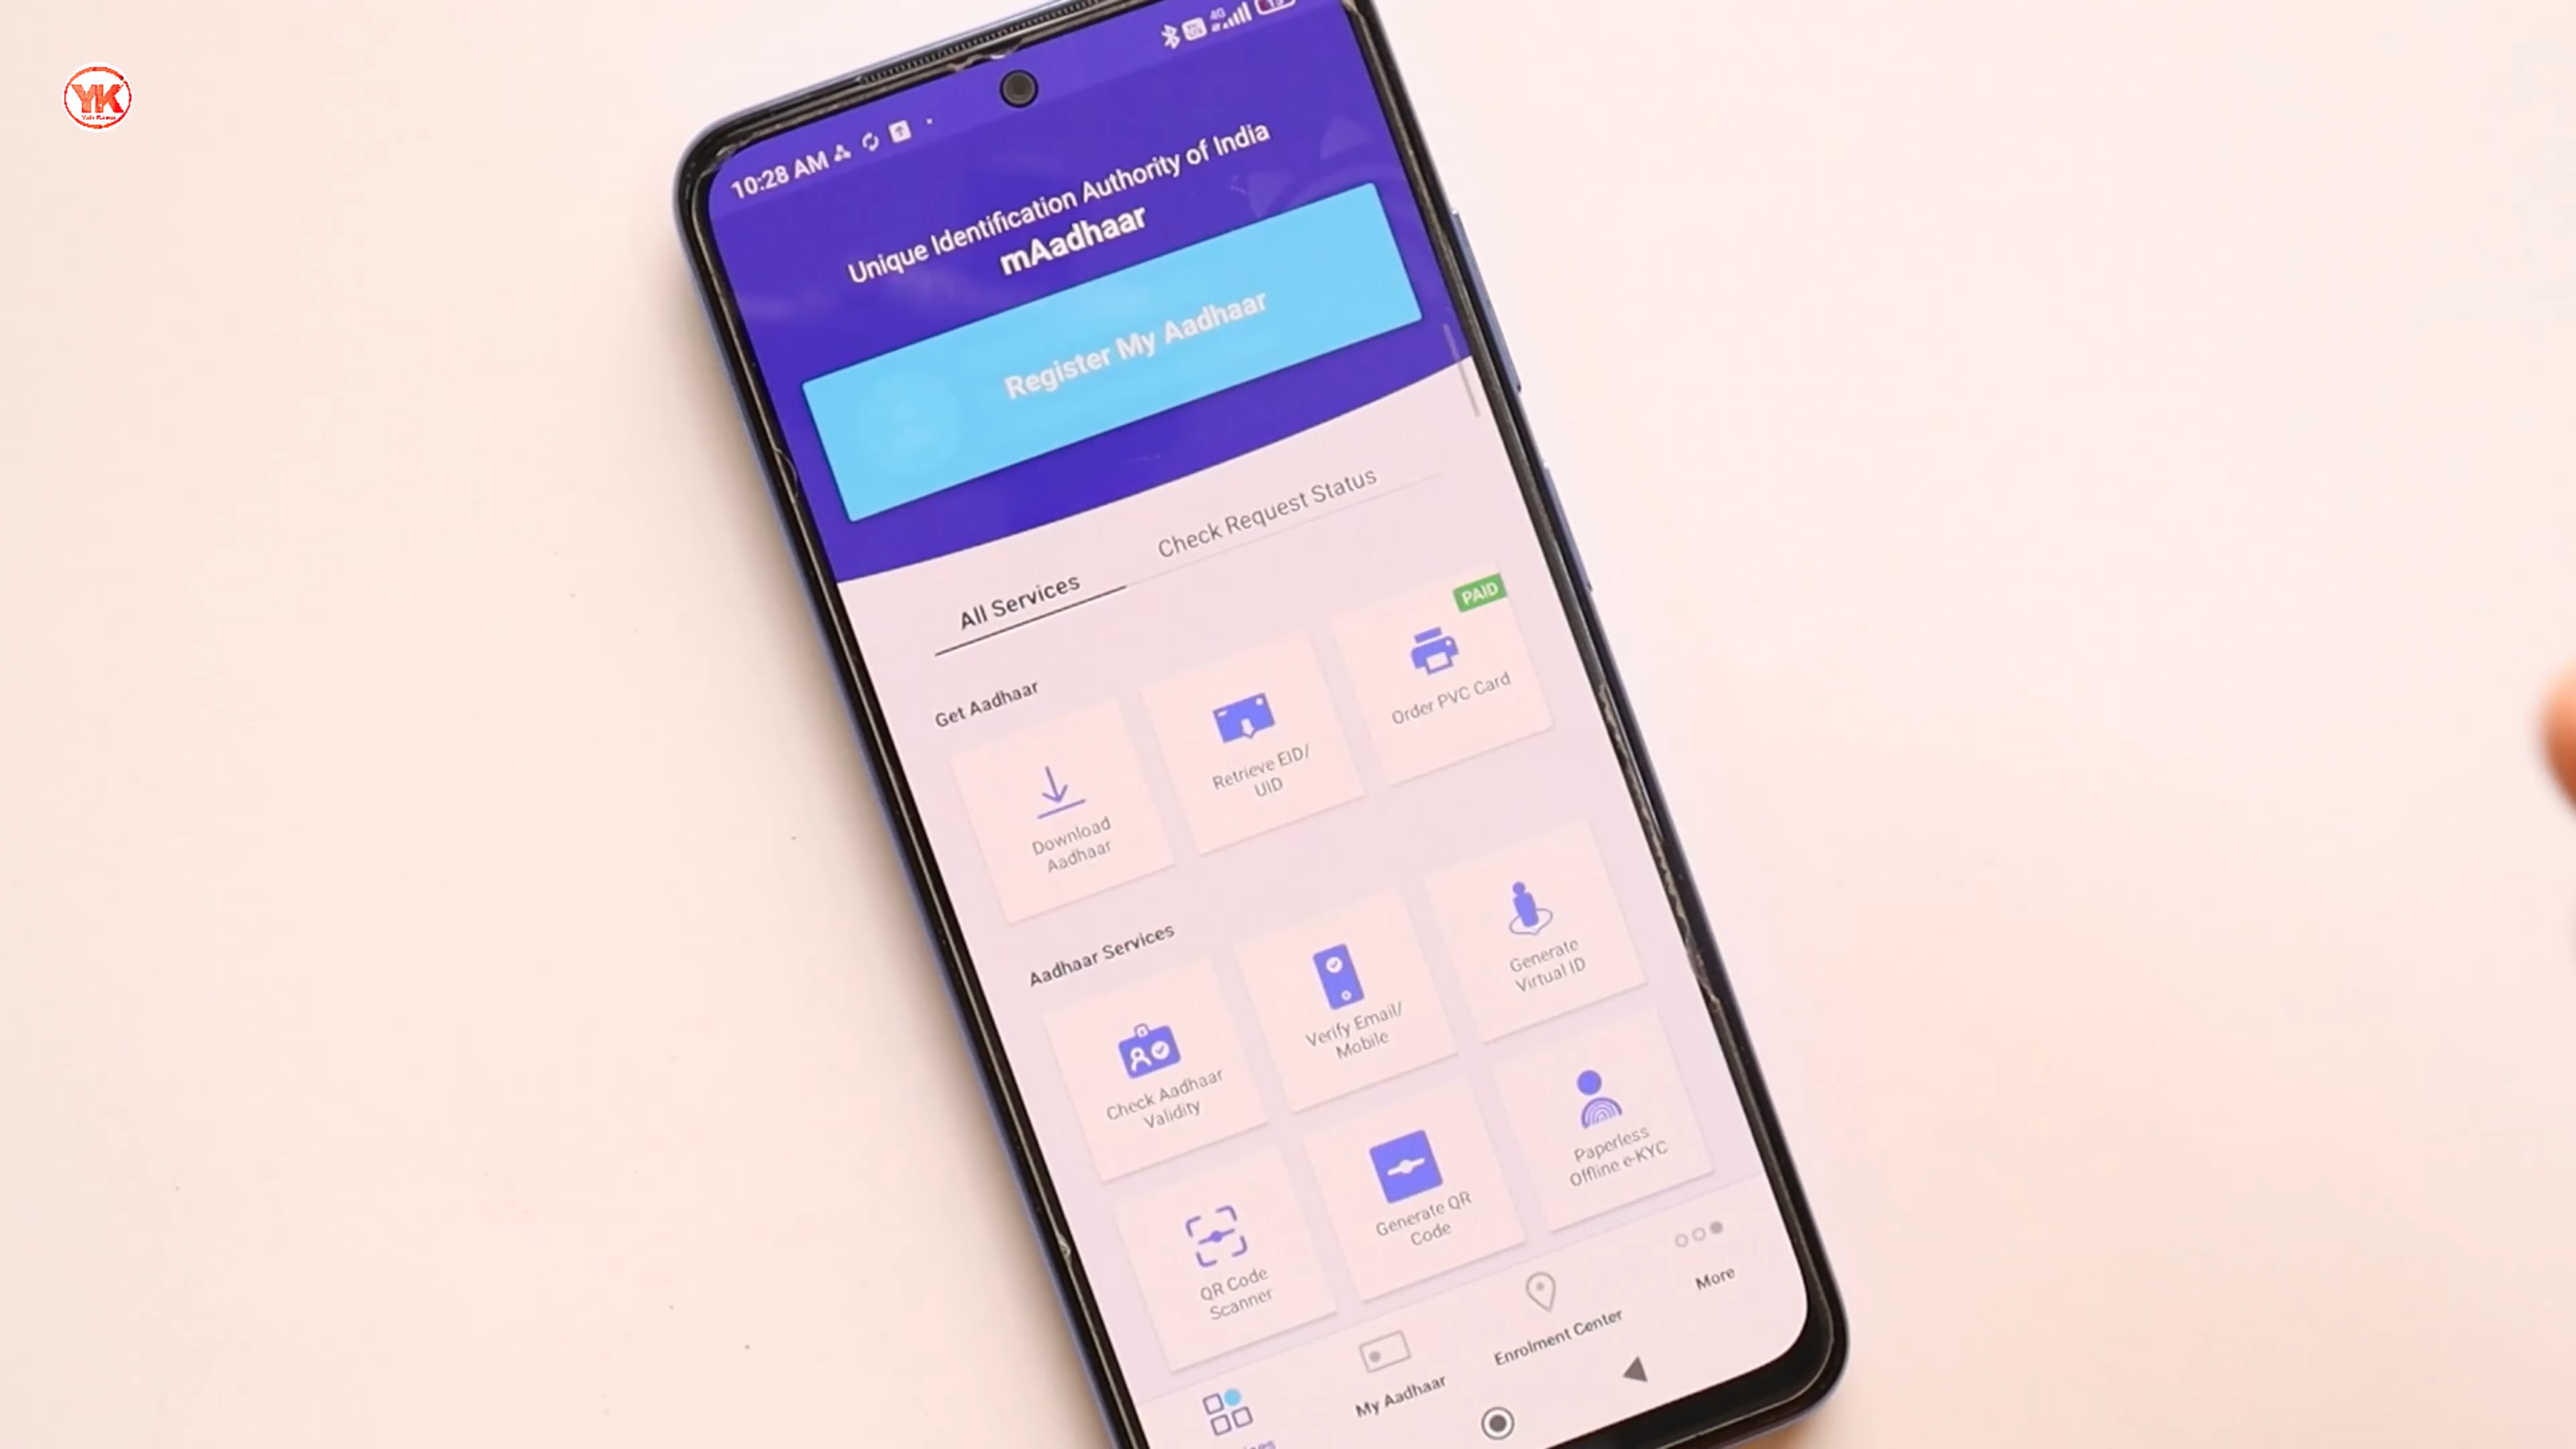 YK
10:28 AM
4G
Unique Identification Authority of India
mAadhaar
Register My Aadhaar
All Services
Check Request Status
Get Aadhaar
Download
Aadhaar
Retrieve EID/
UID
PAID
Order PVC Card
Aadhaar Services
Check Aadhaar
Validity
Verify Email/
Mobile
Generate
Virtual ID
QR Code
Scanner
Generate QR
Code
Paperless
Offline e-KYC
My Aadhaar
Enrolment Center
More